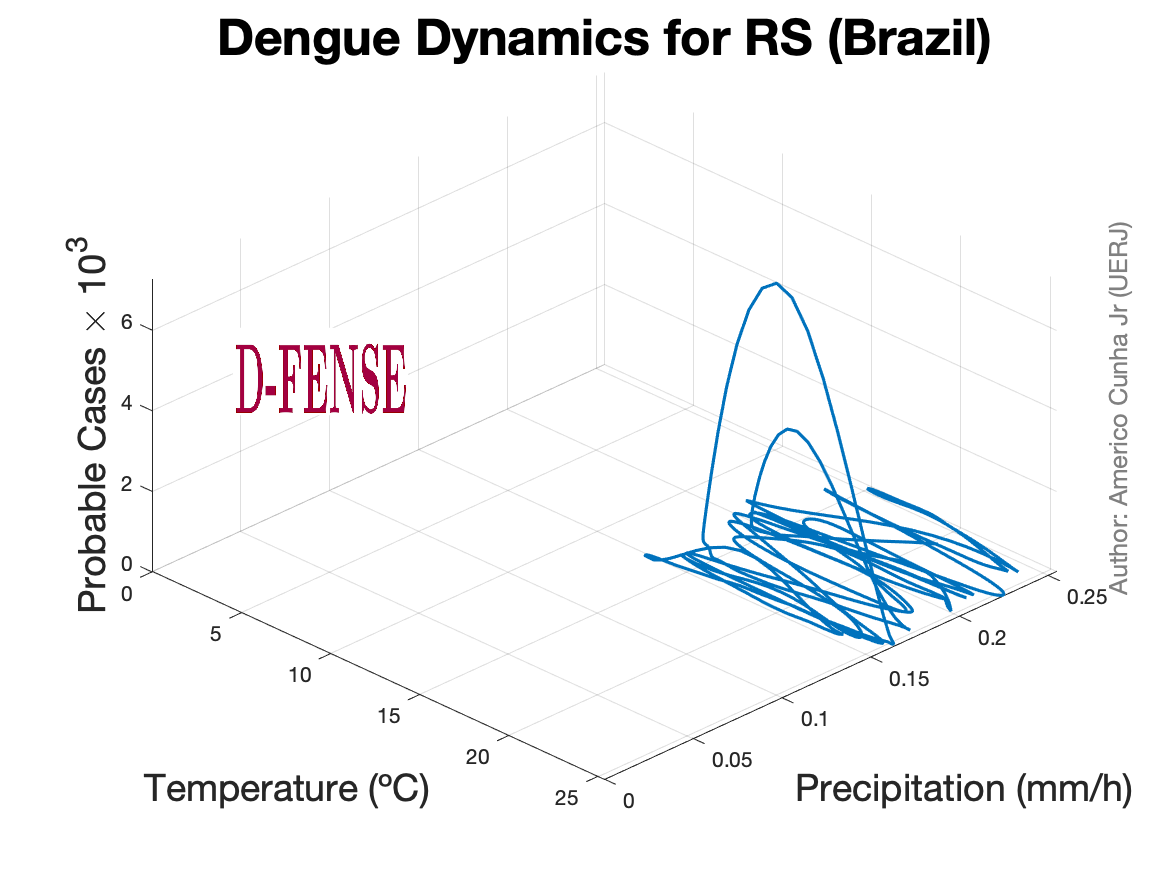 Dengue Dynamics for RS (Brazil)
Probable Cases × 10³
6
4
2
0
D-FENSE
0
5
10
15
20
25
Temperature (ºC)
0
0.05
0.1
0.15
0.2
0.25
Precipitation (mm/h)
Author: Americo Cunha Jr (UERJ)